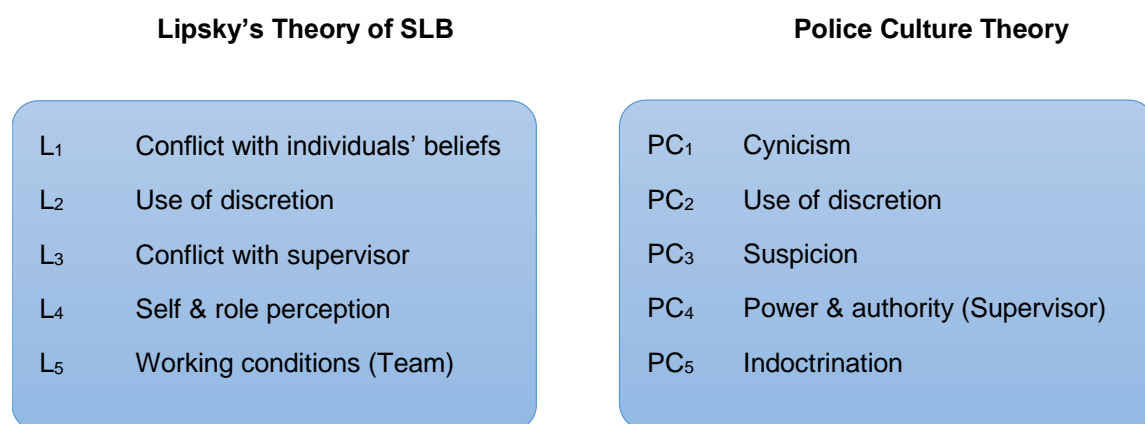 Lipsky’s Theory of SLB
L₁ Conflict with individuals’ beliefs
L₂ Use of discretion
L₃ Conflict with supervisor
L₄ Self & role perception
L₅ Working conditions (Team)
Police Culture Theory
PC₁ Cynicism
PC₂ Use of discretion
PC₃ Suspicion
PC₄ Power & authority (Supervisor)
PC₅ Indoctrination